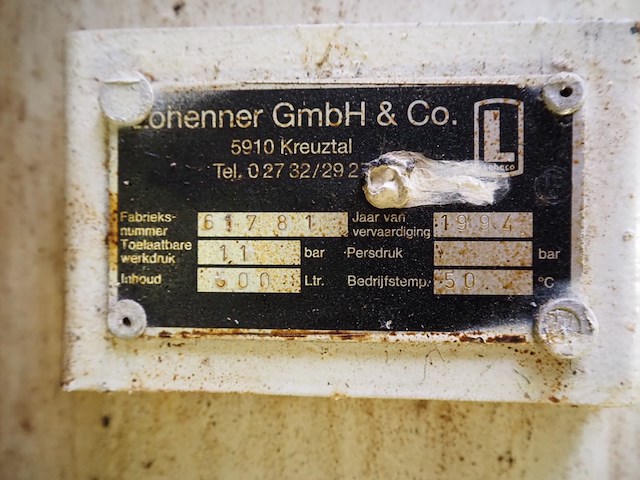 Lohenner GmbH & Co.
5910 Kreuztal
Tel. 0 27 32/29 2
L
Fabrieks-nummer 61781 Jaar van vervaardiging 1994
Toelaatbare werkdruk 11 bar Persdruk bar
Inhoud 00 Ltr. Bedrijfstemp. 50 °C